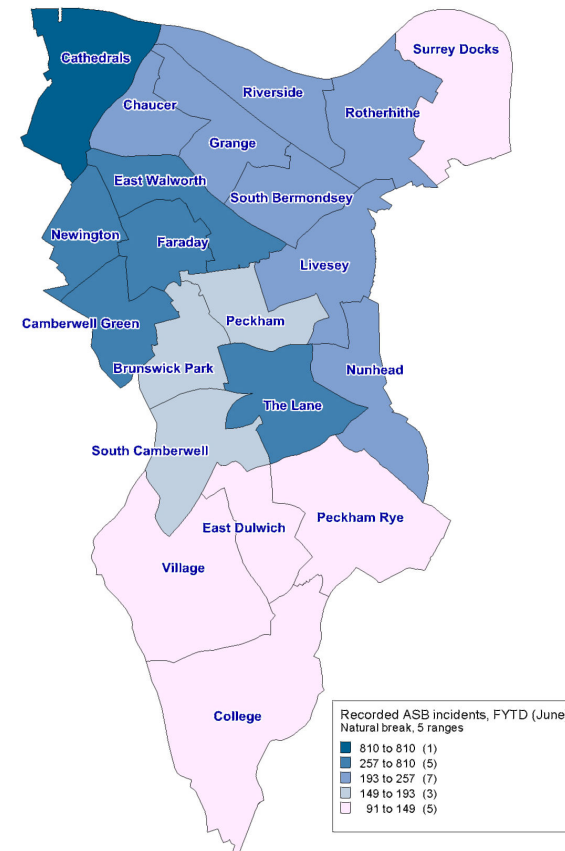 Surrey Docks
Cathedrals
Riverside
Chaucer
Rotherhithe
Grange
East Walworth
South Bermondsey
Newington
Faraday
Livesey
Camberwell Green
Peckham
Brunswick Park
Nunhead
The Lane
South Camberwell
Peckham Rye
East Dulwich
Village
College
Recorded ASB incidents, FYTD (June
Natural break, 5 ranges
810 to 810 (1)
257 to 810 (5)
193 to 257 (7)
149 to 193 (3)
91 to 149 (5)